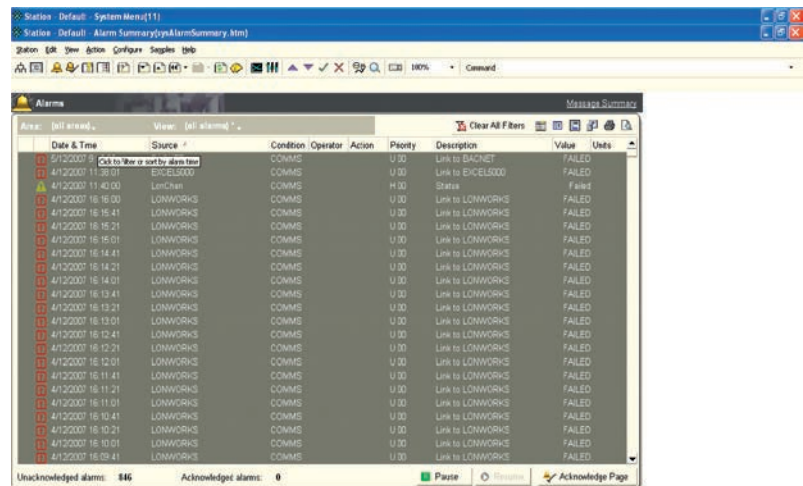 Station - Default - System Menu(11)
Station - Default - Alarm Summary(sysAlarmSummary.htm)
Station Edit View Action Configure Sagples Help
100% Command
Alarms Message Summary
Area: (all areas) View: (all alarms) * Clear All Filters
Date & Time Source Condition Operator Action Priority Description Value Units
5/12/2007 9 COMMS U 00 Link to BACNET FAILED
Click to filter or sort by alarm time
4/12/2007 11:38:01 EXCEL5000 COMMS U 00 Link to EXCEL5000 FAILED
4/12/2007 11:40:00 LonChan COMMS H 00 Status Failed
4/12/2007 16:16:00 LONWORKS COMMS U 00 Link to LONWORKS FAILED
4/12/2007 16:15:41 LONWORKS COMMS U 00 Link to LONWORKS FAILED
4/12/2007 16:15:21 LONWORKS COMMS U 00 Link to LONWORKS FAILED
4/12/2007 16:15:01 LONWORKS COMMS U 00 Link to LONWORKS FAILED
4/12/2007 16:14:41 LONWORKS COMMS U 00 Link to LONWORKS FAILED
4/12/2007 16:14:21 LONWORKS COMMS U 00 Link to LONWORKS FAILED
4/12/2007 16:14:01 LONWORKS COMMS U 00 Link to LONWORKS FAILED
4/12/2007 16:13:41 LONWORKS COMMS U 00 Link to LONWORKS FAILED
4/12/2007 16:13:21 LONWORKS COMMS U 00 Link to LONWORKS FAILED
4/12/2007 16:13:01 LONWORKS COMMS U 00 Link to LONWORKS FAILED
4/12/2007 16:12:41 LONWORKS COMMS U 00 Link to LONWORKS FAILED
4/12/2007 16:12:21 LONWORKS COMMS U 00 Link to LONWORKS FAILED
4/12/2007 16:12:01 LONWORKS COMMS U 00 Link to LONWORKS FAILED
4/12/2007 16:11:41 LONWORKS COMMS U 00 Link to LONWORKS FAILED
4/12/2007 16:11:21 LONWORKS COMMS U 00 Link to LONWORKS FAILED
4/12/2007 16:11:01 LONWORKS COMMS U 00 Link to LONWORKS FAILED
4/12/2007 16:10:41 LONWORKS COMMS U 00 Link to LONWORKS FAILED
4/12/2007 16:10:21 LONWORKS COMMS U 00 Link to LONWORKS FAILED
4/12/2007 16:10:01 LONWORKS COMMS U 00 Link to LONWORKS FAILED
4/12/2007 16:09:41 LONWORKS COMMS U 00 Link to LONWORKS FAILED
Unacknowledged alarms: 846 Acknowledged alarms: 0 Pause Resume Acknowledge Page